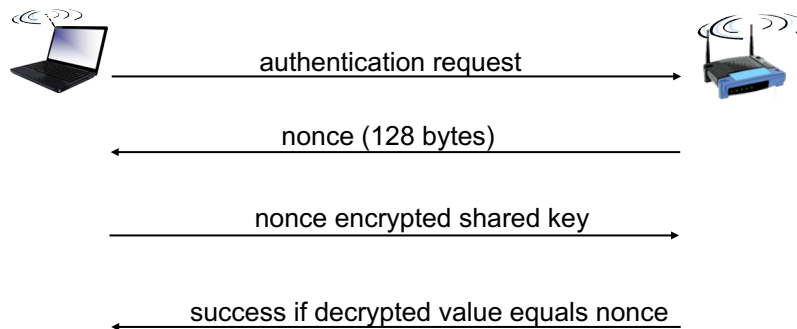 authentication request
nonce (128 bytes)
nonce encrypted shared key
success if decrypted value equals nonce